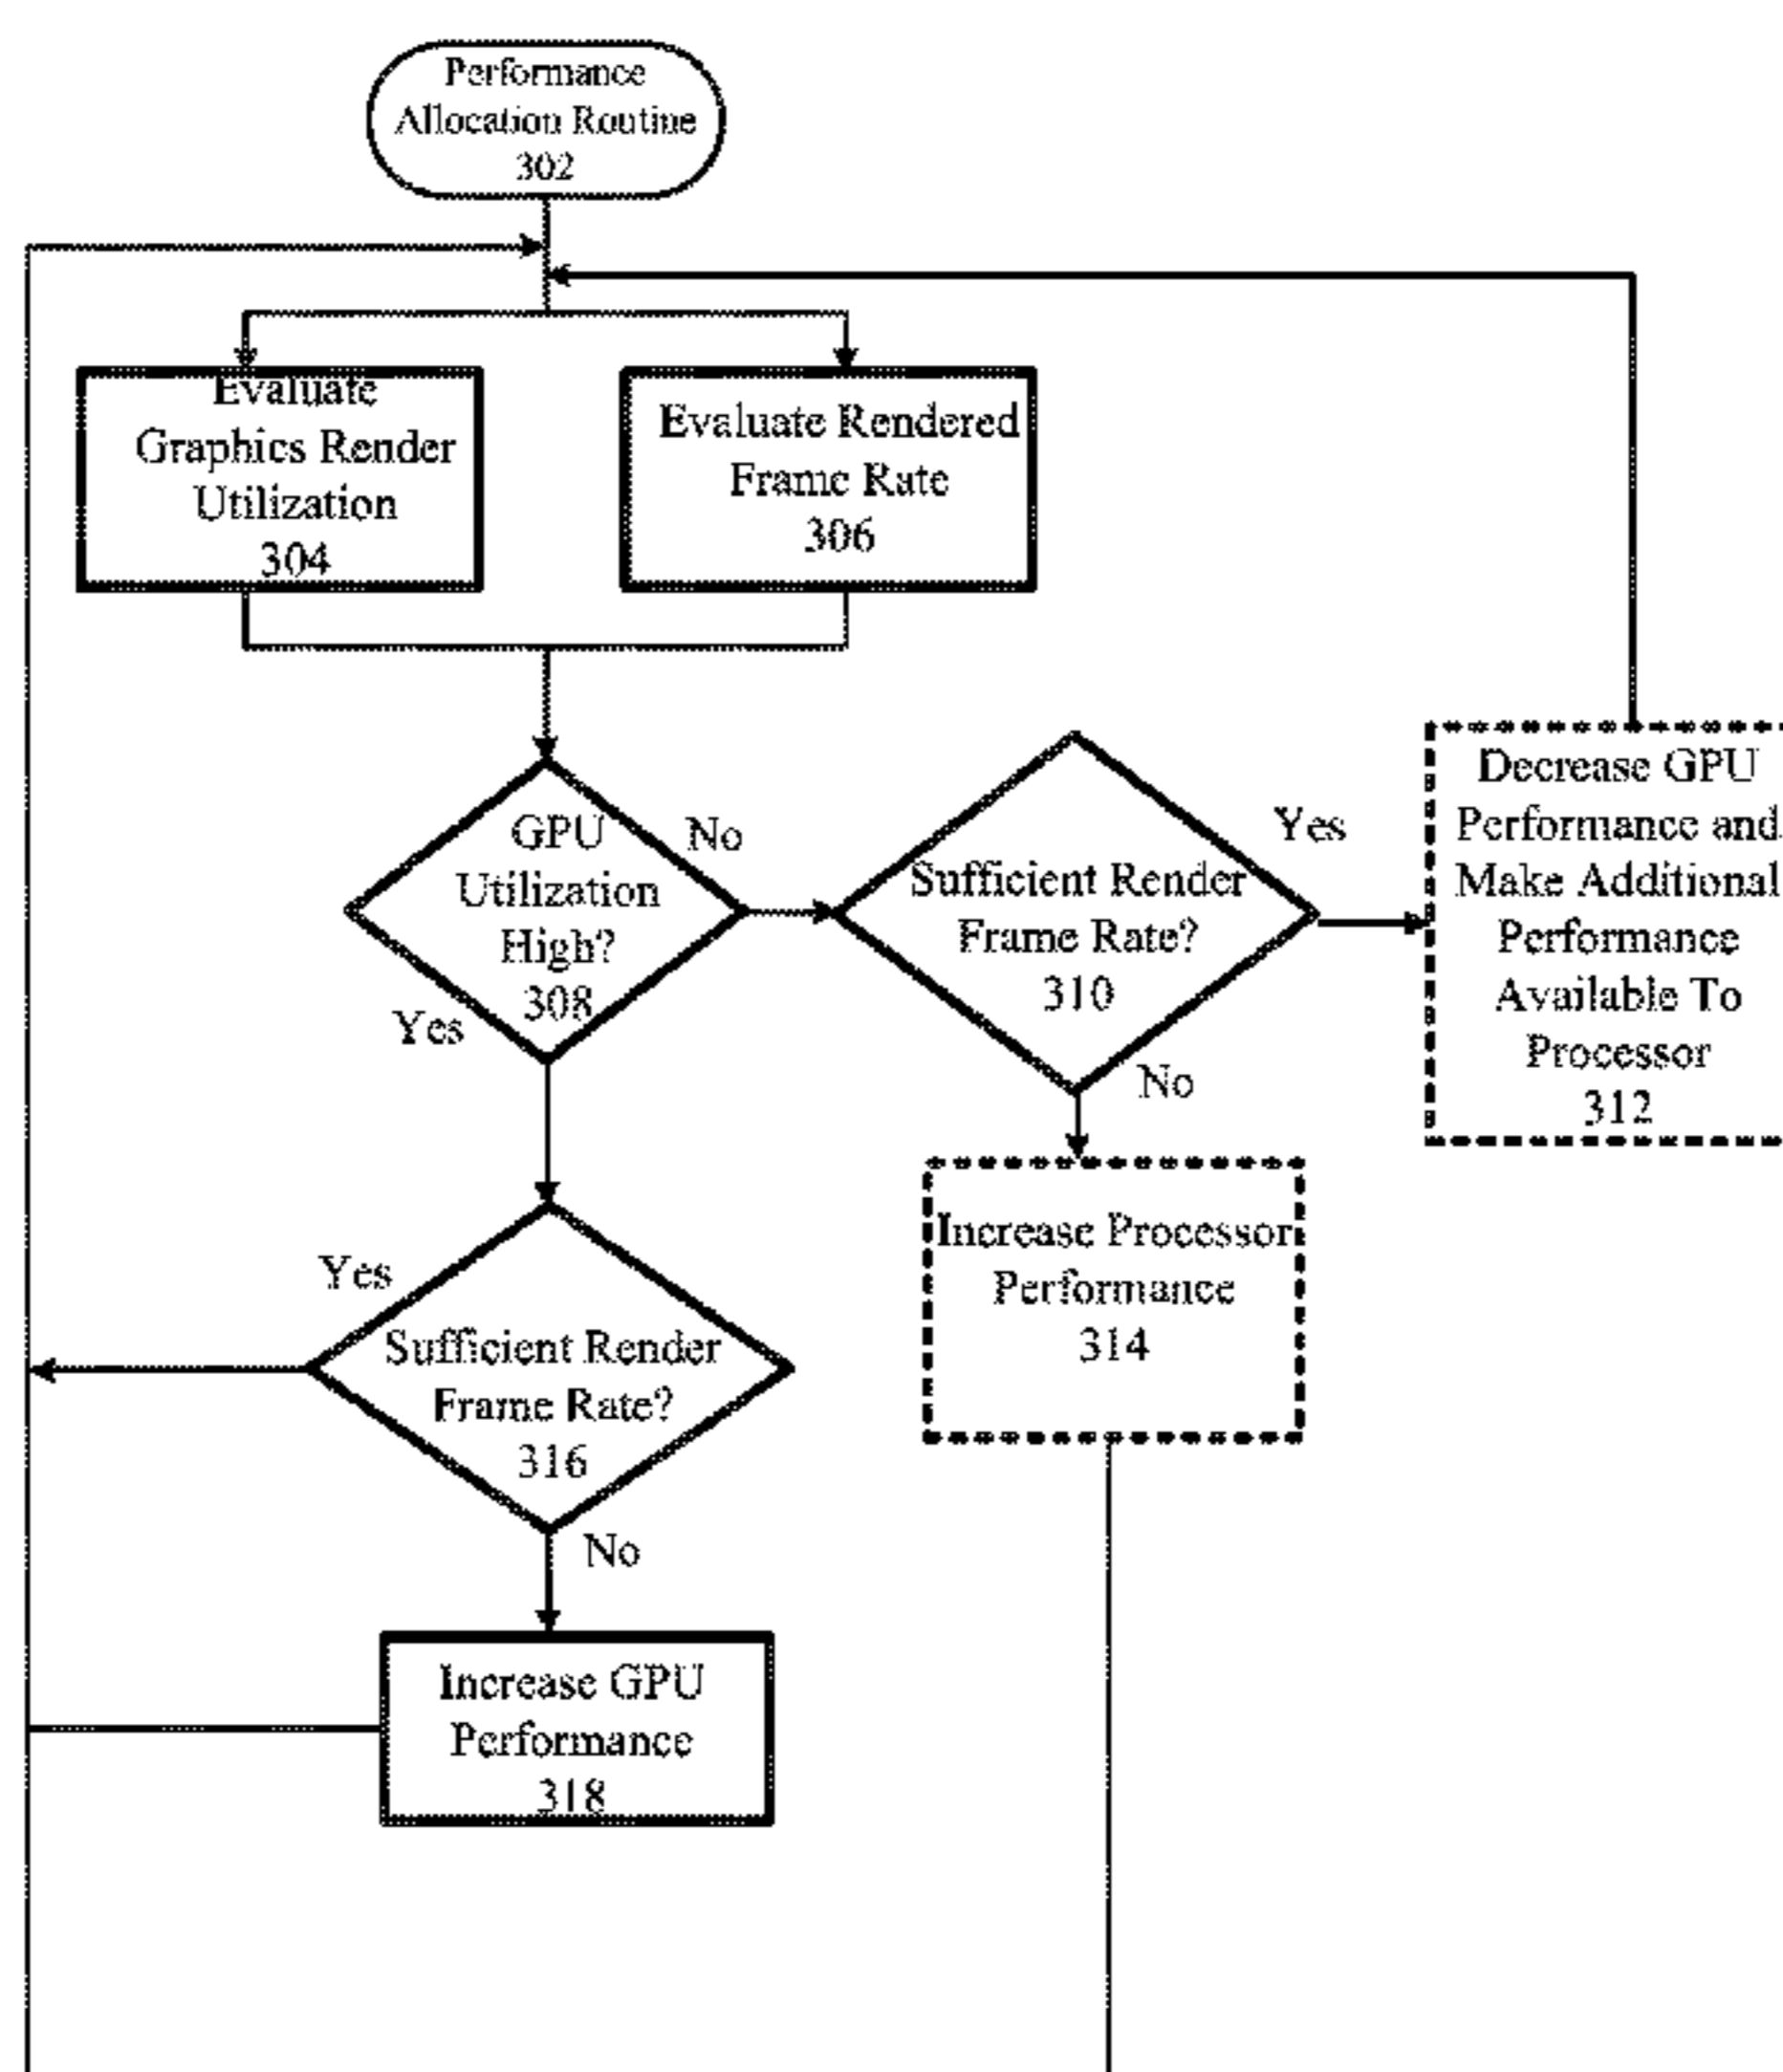 Performance
Allocation Routine
302
Evaluate
Graphics Render
Utilization
304
Evaluate Rendered
Frame Rate
306
GPU
Utilization
High?
308
No
Yes
Sufficient Render
Frame Rate?
310
Yes
No
Decrease GPU
Performance and
Make Additional
Performance
Available To
Processor
312
Increase Processor
Performance
314
Yes
Sufficient Render
Frame Rate?
316
No
Increase GPU
Performance
318